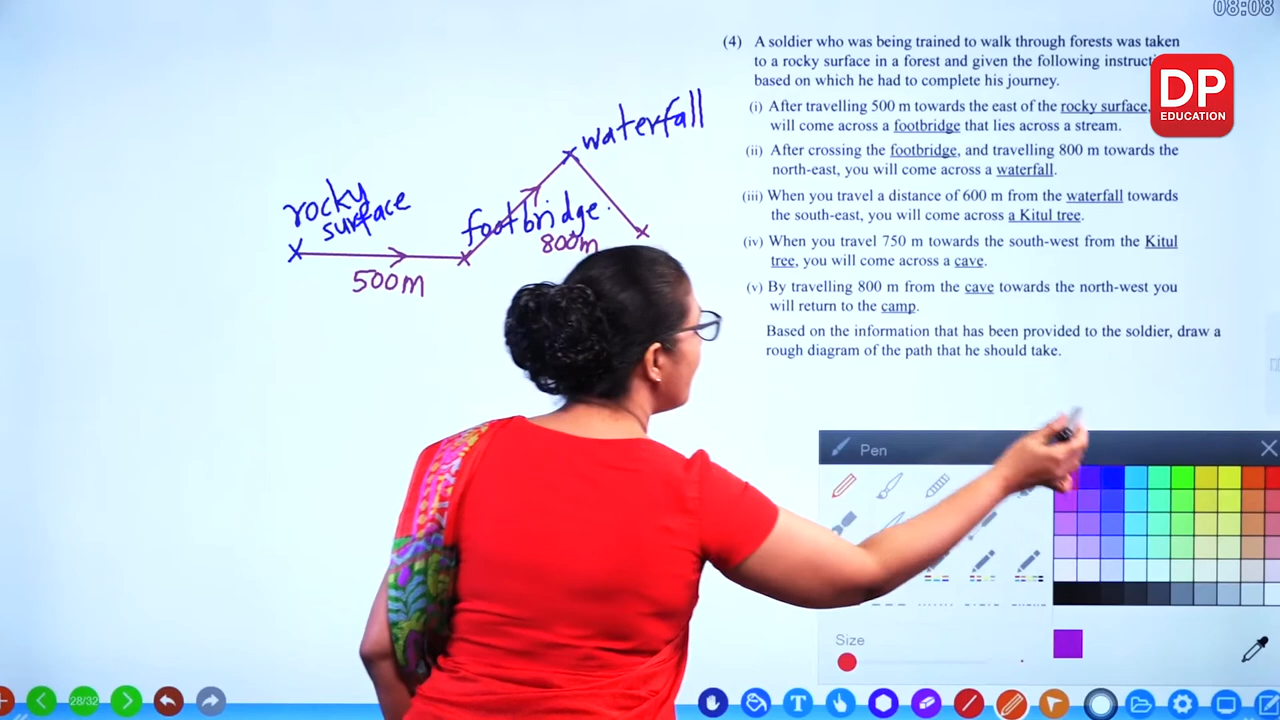 08:08
(4) A soldier who was being trained to walk through forests was taken
to a rocky surface in a forest and given the following
based on which he had to complete his journey.
(i) After travelling 500 m towards the east of the rocky surface,
will come across a footbridge that lies across a stream.
(ii) After crossing the footbridge, and travelling 800 m towards the
north-east, you will come across a waterfall.
(iii) When you travel a distance of 600 m from the waterfall towards
the south-east, you will come across a Kitul tree.
(iv) When you travel 750 m towards the south-west from the Kitul
tree, you will come across a cave.
(v) By travelling 800 m from the cave towards the north-west you
will return to the camp.
Based on the information that has been provided to the soldier, draw a
rough diagram of the path that he should take.
DP
EDUCATION
waterfall
rocky
surface
footbridge
800m
500m
Pen
Size
28/32
T